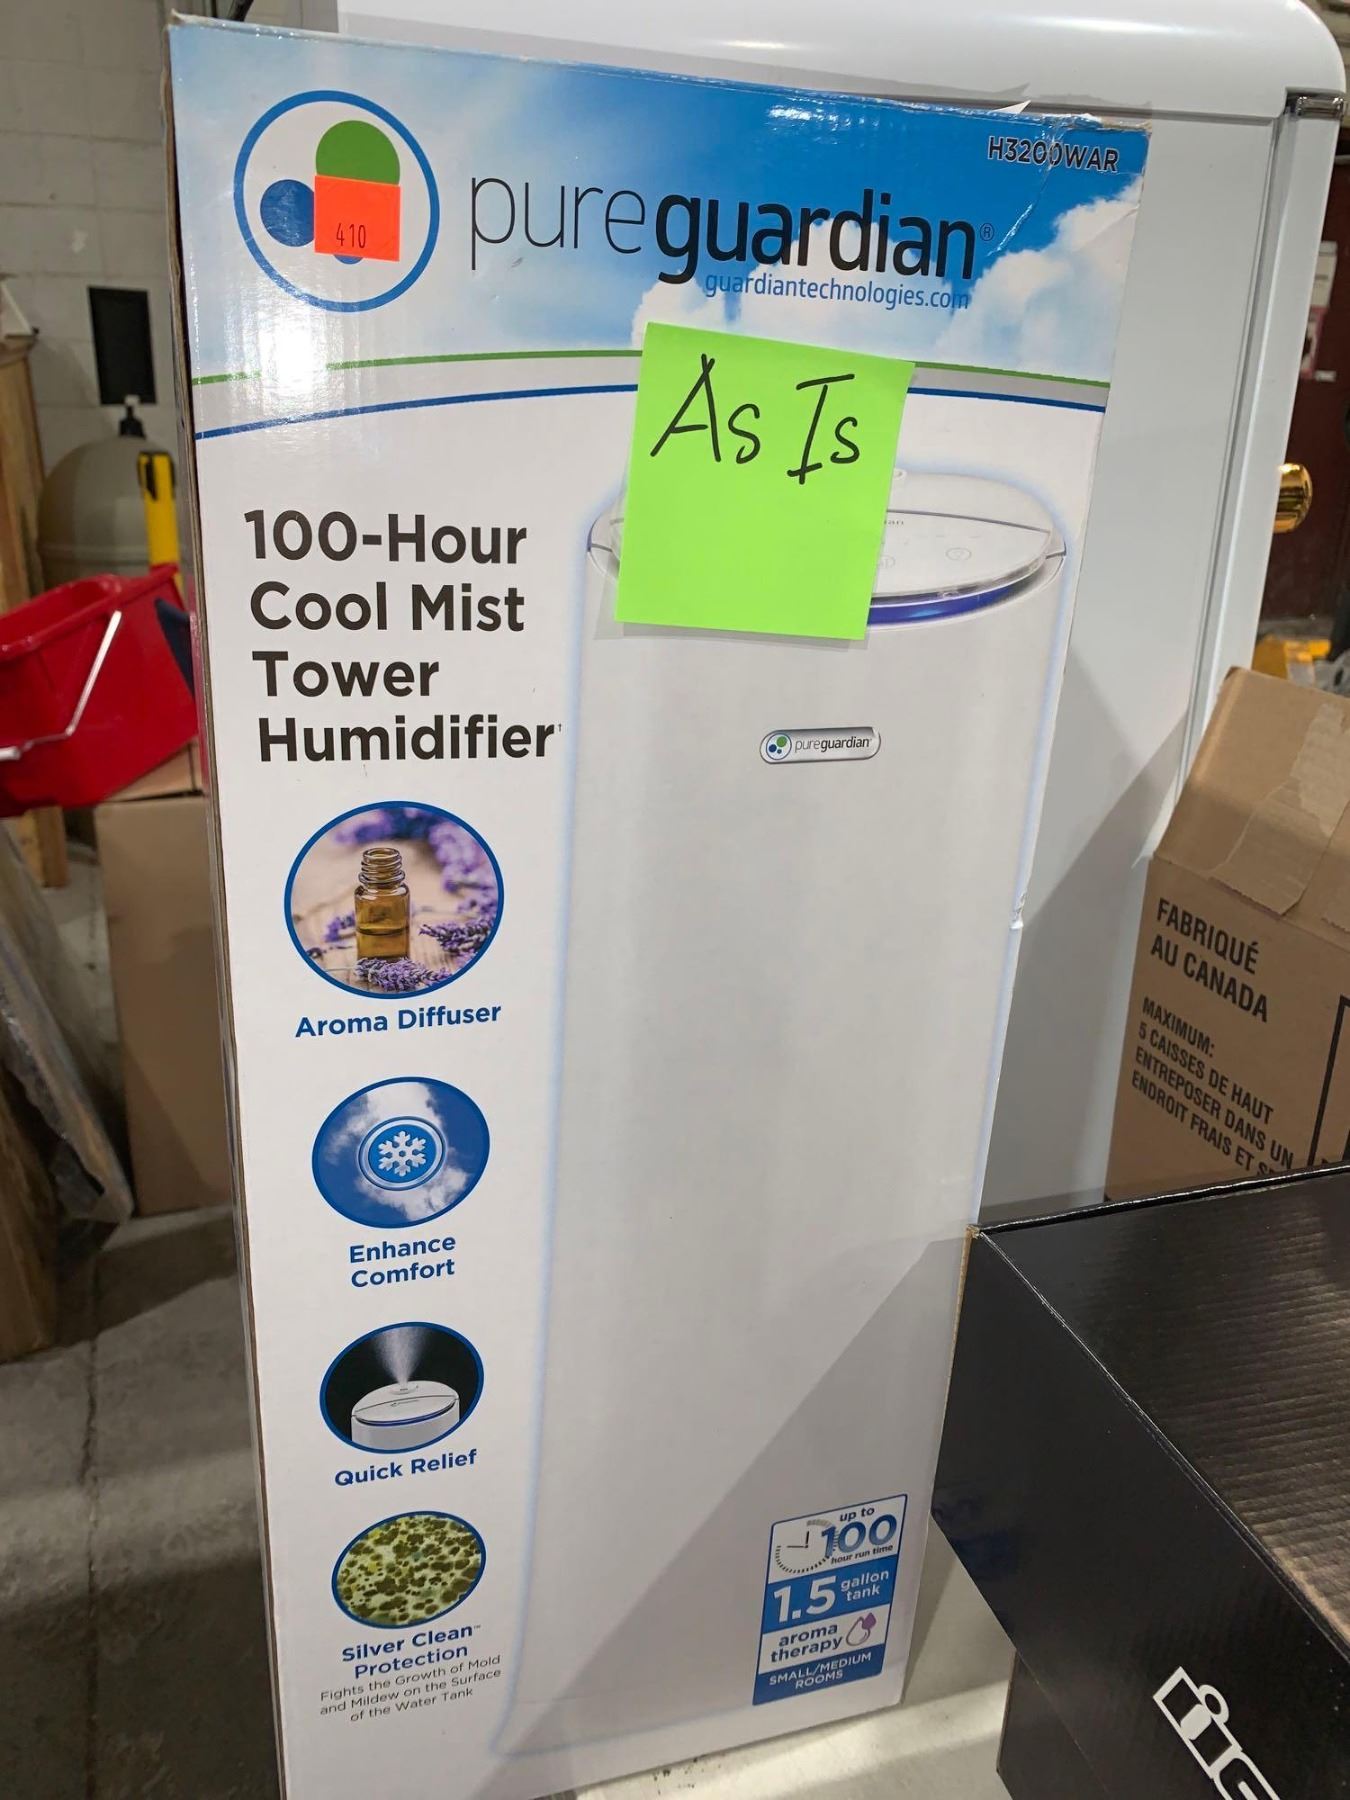 H3200WAR
410
pureguardian®
guardiantechnologies.com
As Is
100-Hour
Cool Mist
Tower
Humidifier†
pureguardian®
Aroma Diffuser
Enhance
Comfort
Quick Relief
Silver Clean™
Protection
Fights the Growth of Mold
and Mildew on the Surface
of the Water Tank
up to
100
hour run time
1.5 gallon
tank
aroma
therapy
SMALL/MEDIUM
ROOMS
FABRIQUÉ
AU CANADA
MAXIMUM:
5 CAISSES DE HAUT
ENTREPOSER DANS UN
ENDROIT FRAIS ET